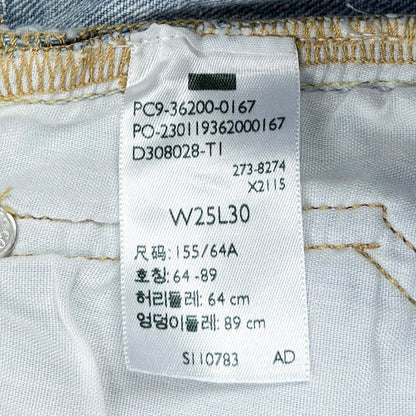 PC9-36200-0167
PO-230119362000167
D308028-T1
273-8274
X2115
W25L30
尺码: 155/64A
호칭: 64 -89
허리둘레: 64 cm
엉덩이둘레: 89 cm
S110783 AD